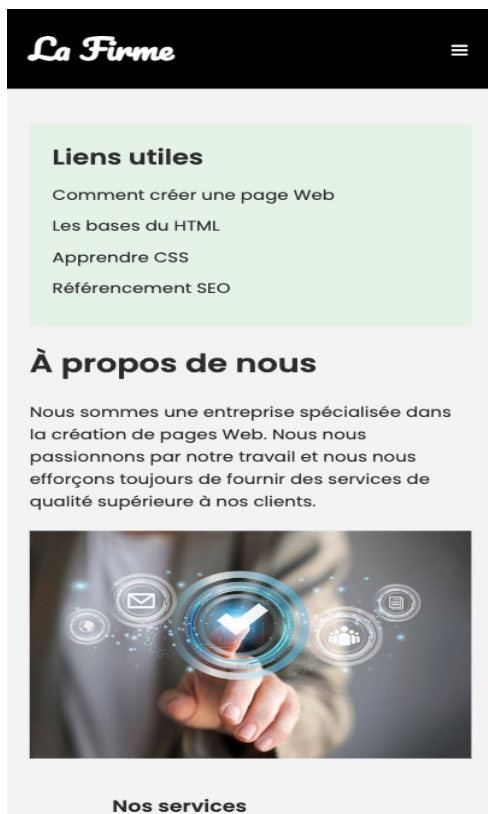 La Firme
Liens utiles
Comment créer une page Web
Les bases du HTML
Apprendre CSS
Référencement SEO
À propos de nous
Nous sommes une entreprise spécialisée dans
la création de pages Web. Nous nous
passionnons par notre travail et nous nous
efforçons toujours de fournir des services de
qualité supérieure à nos clients.
Nos services